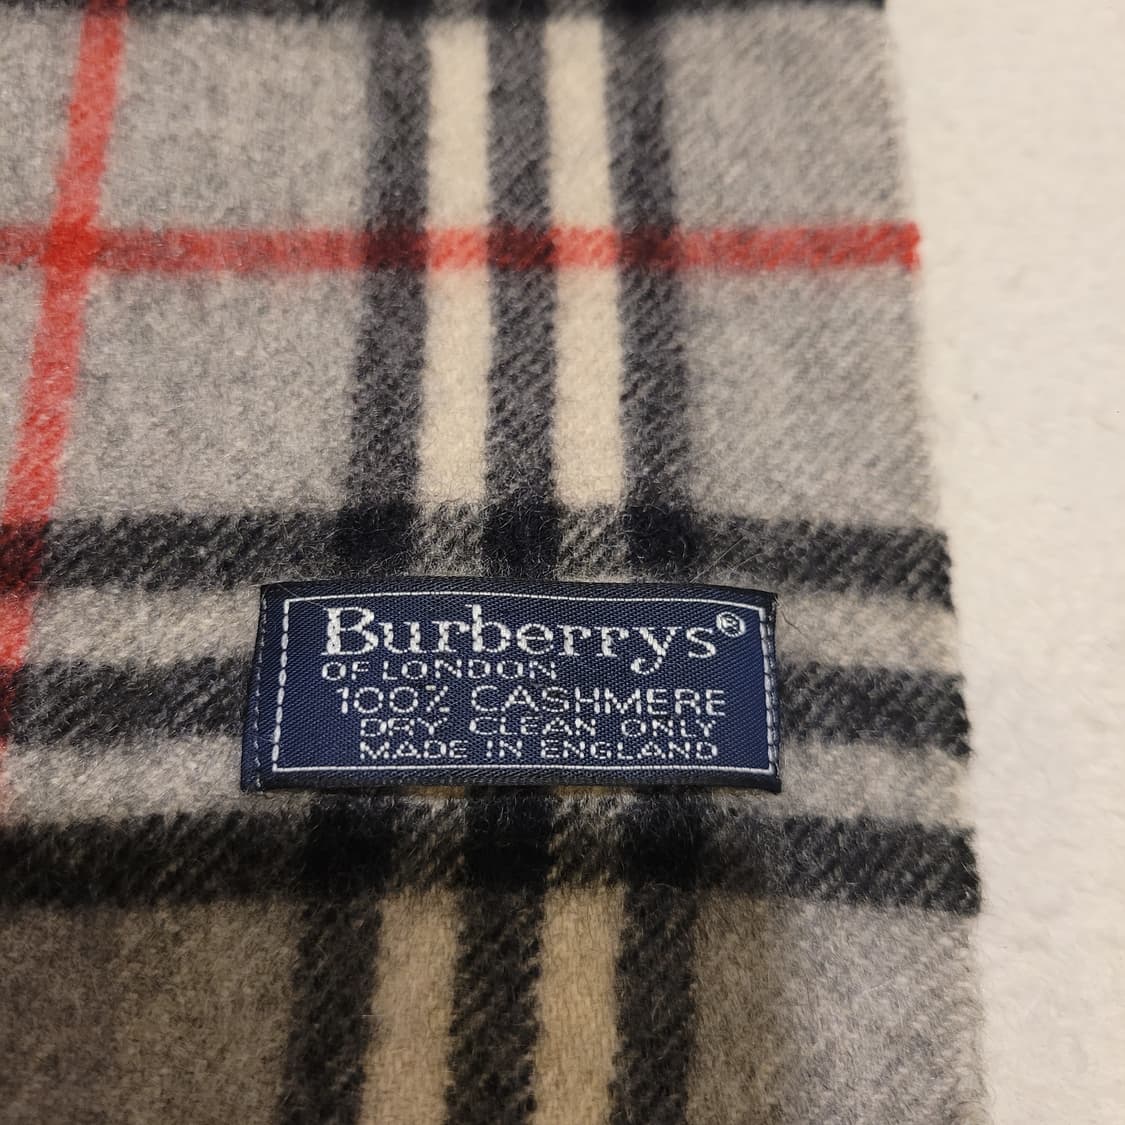 Burberrys®
OF LONDON
100% CASHMERE
DRY CLEAN ONLY
MADE IN ENGLAND